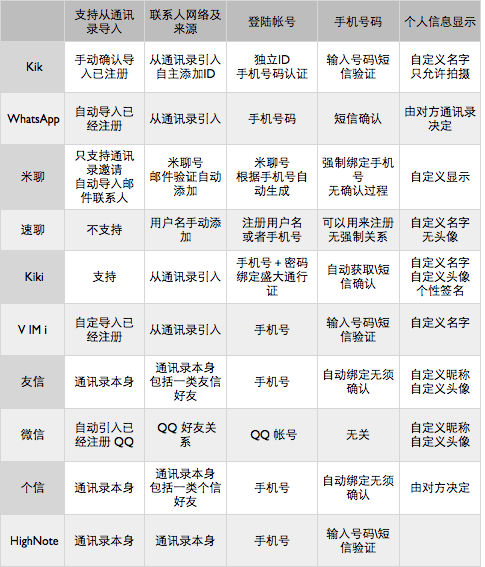 支持从通讯录导入 联系人网络及来源 登陆帐号 手机号码 个人信息显示
Kik 手动确认导入已注册 从通讯录引入 自主添加ID 独立ID 手机号码认证 输入号码\短信验证 自定义名字 只允许拍摄
WhatsApp 自动导入已经注册 从通讯录引入 手机号码 短信确认 由对方通讯录决定
米聊 只支持通讯录邀请 自动导入邮件联系人 米聊号 邮件验证自动添加 米聊号 根据手机号自动生成 强制绑定手机号 无确认过程 自定义显示
速聊 不支持 用户名手动添加 注册用户名或者手机号 可以用来注册 无强制关系 自定义名字 无头像
Kiki 支持 从通讯录引入 手机号+密码 绑定盛大通行证 自动获取\短信确认 自定义名字 自定义头像 个性签名
V IM i 自定导入已经注册 从通讯录引入 手机号 输入号码\短信验证 自定义名字
友信 通讯录本身 通讯录本身 包括一类友信好友 手机号 自动绑定无须确认 自定义昵称 自定义头像
微信 自动引入已经注册 QQ QQ 好友关系 QQ 帐号 无关 自定义昵称 自定义头像
个信 通讯录本身 通讯录本身 包括一类个信好友 手机号 自动绑定无须确认 由对方决定
HighNote 通讯录本身 通讯录本身 手机号 输入号码\短信验证